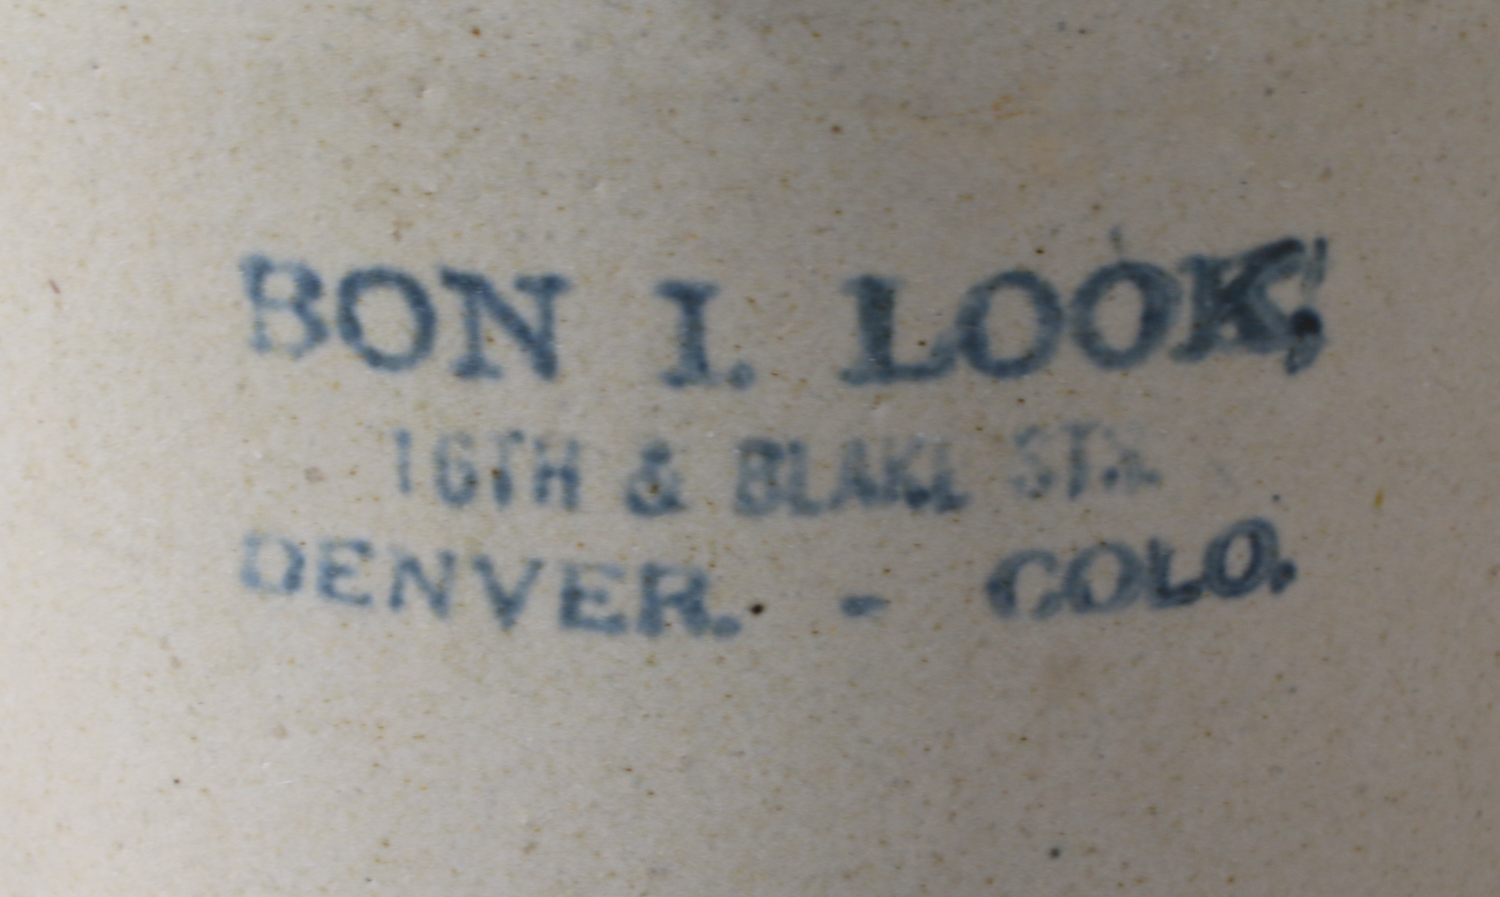 BON I. LOOK,
16TH & BLAKE STS.
DENVER. - COLO.